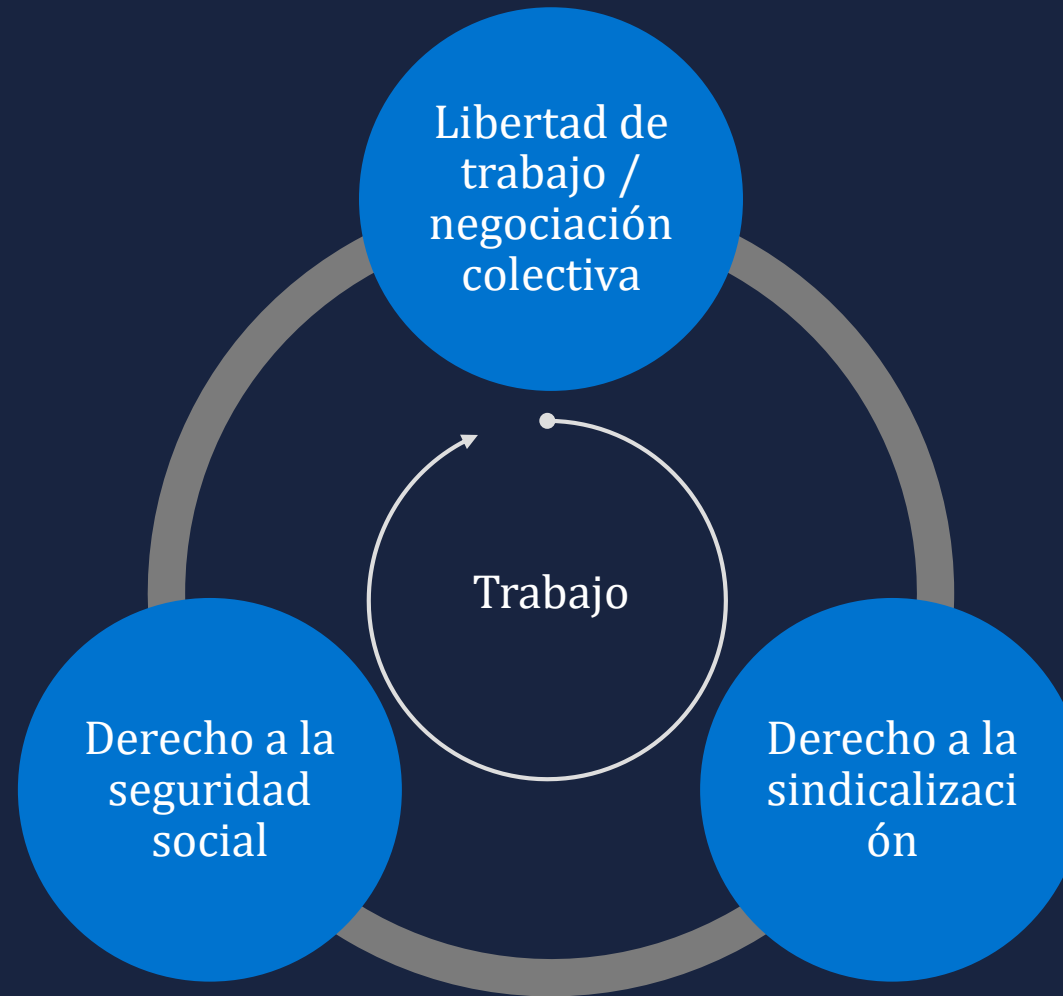 Libertad de
trabajo /
negociación
colectiva
Trabajo
Derecho a la
seguridad
social
Derecho a la
sindicalizaci
ón